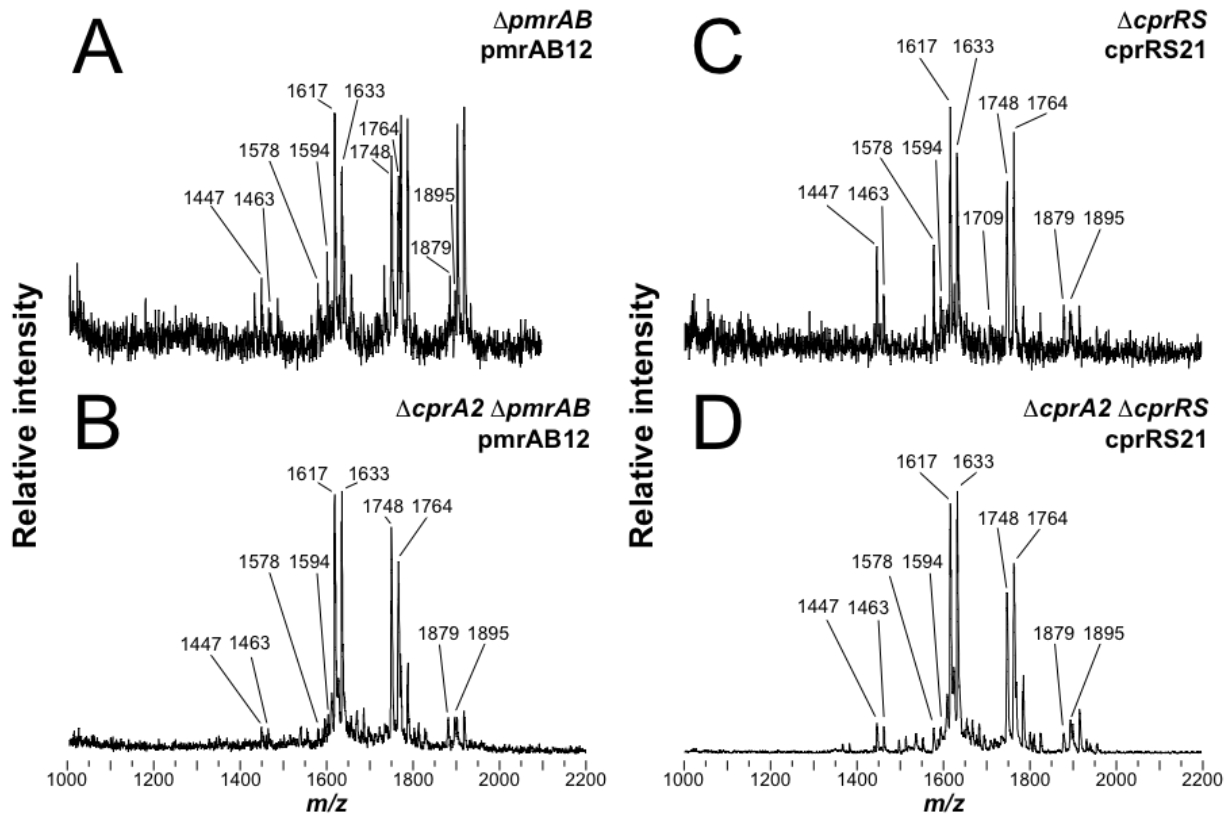 A
ΔpmrAB
pmrAB12
1617 1633
1764
1578 1594 1748
1447 1463
1895
1879
Relative intensity
C
ΔcprRS
cprRS21
1617 1633
1748 1764
1578 1594
1447 1463
1709 1879 1895
Relative intensity
B
ΔcprA2 ΔpmrAB
pmrAB12
1617 1633
1748 1764
1578 1594
1447 1463
1879 1895
1000 1200 1400 1600 1800 2000 2200
m/z
D
ΔcprA2 ΔcprRS
cprRS21
1617 1633
1748 1764
1578 1594
1447 1463
1879 1895
1000 1200 1400 1600 1800 2000 2200
m/z